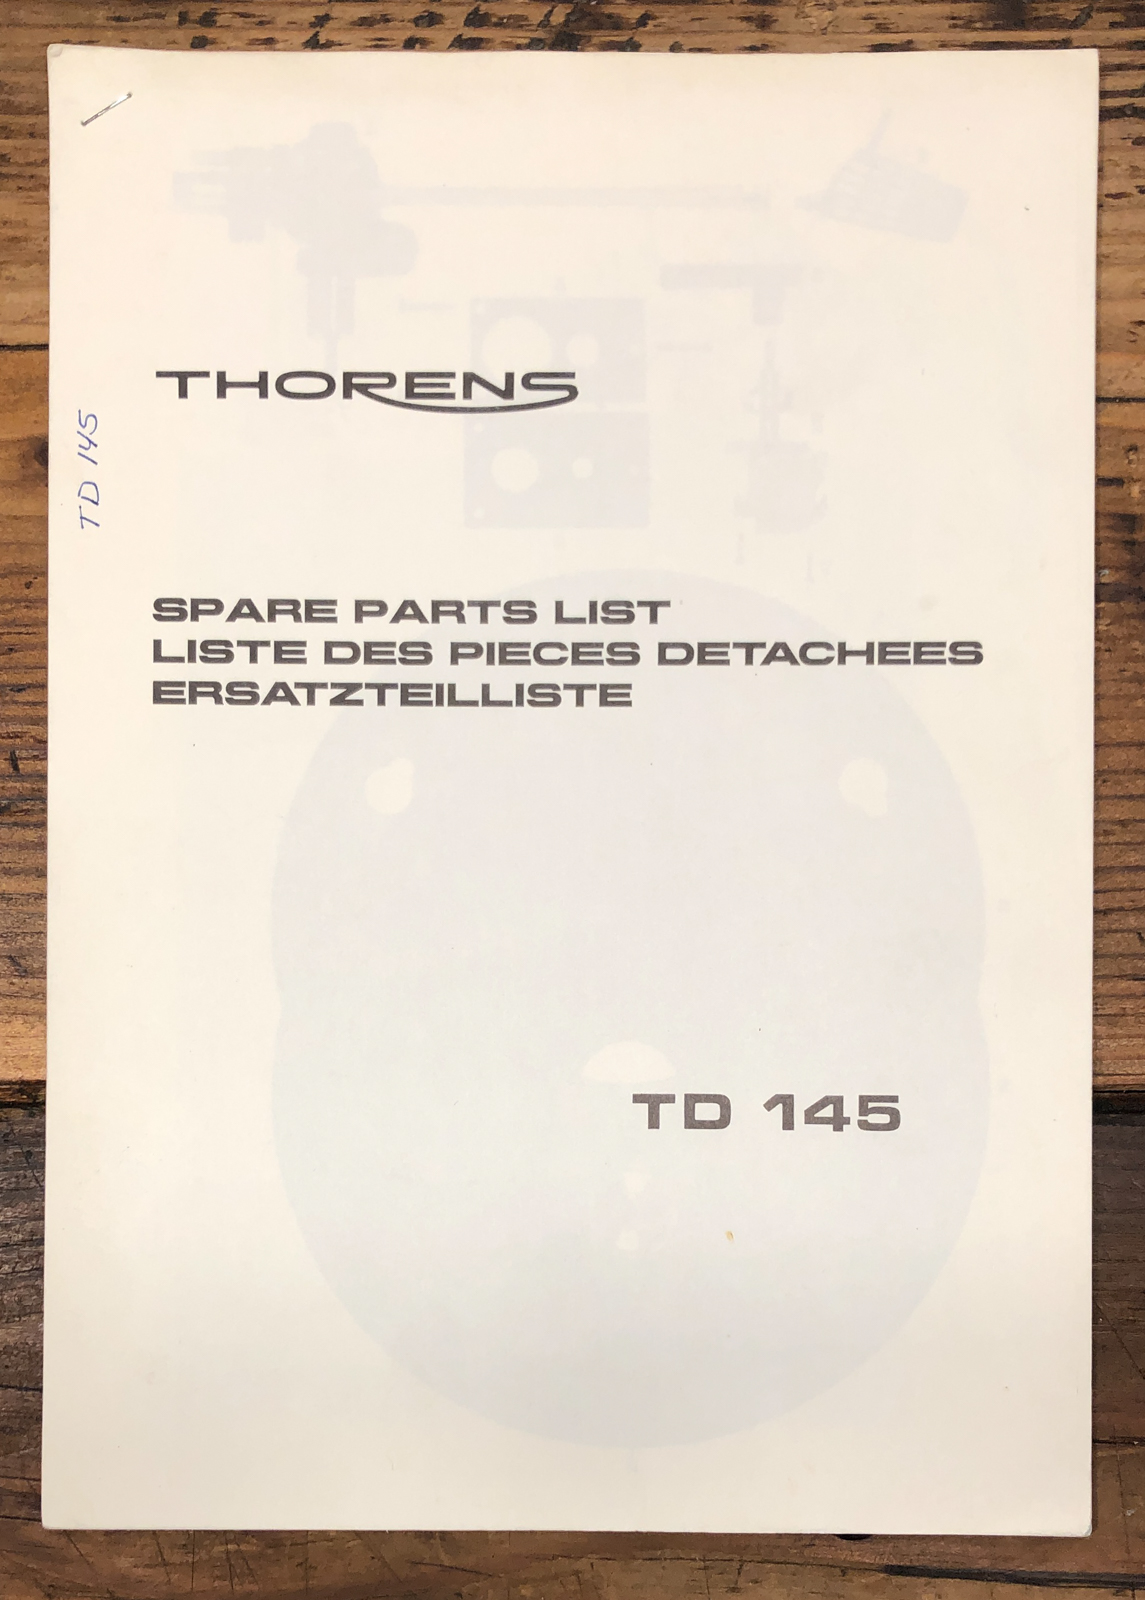 THORENS
TD 145
SPARE PARTS LIST
LISTE DES PIECES DETACHEES
ERSATZTEILLISTE
TD 145